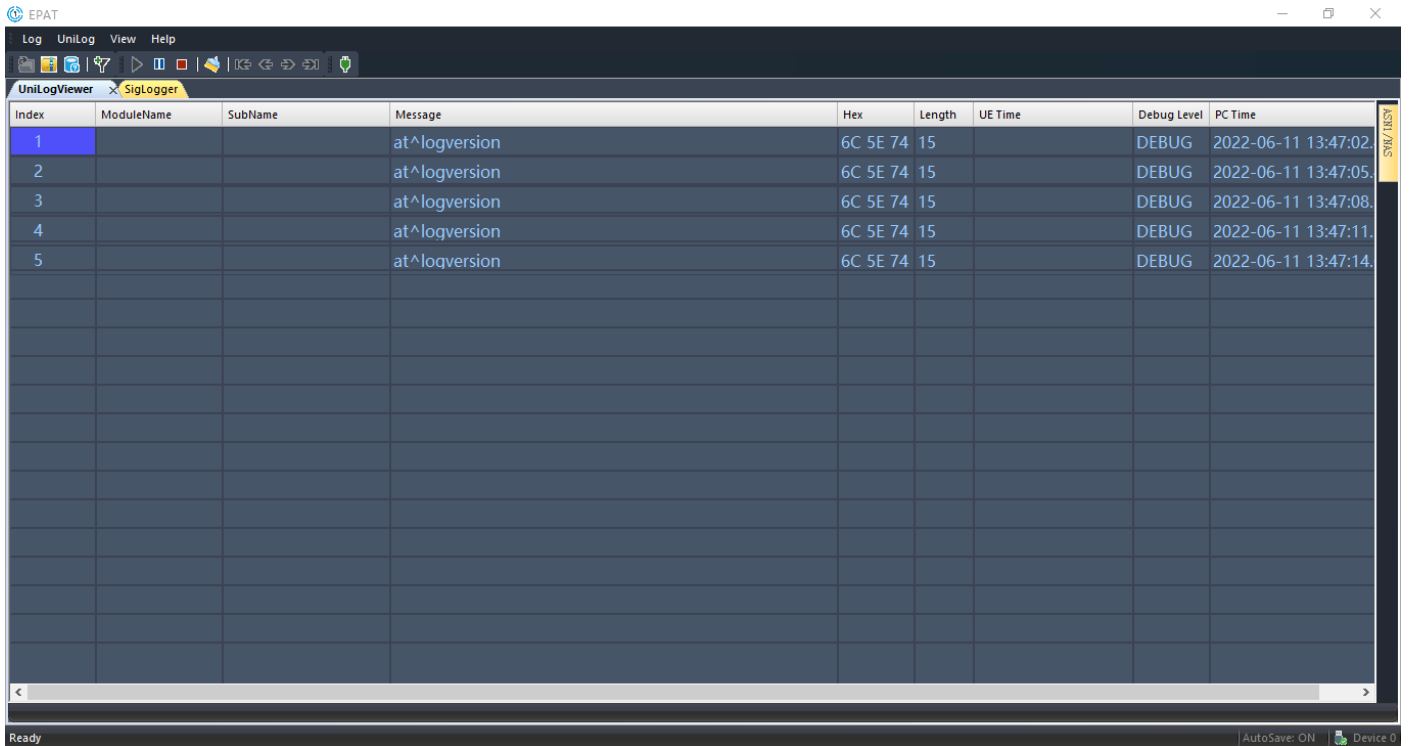 EPAT
Log UniLog View Help
UniLogViewer SigLogger
Index ModuleName SubName Message Hex Length UE Time Debug Level PC Time
1 at^logversion 6C 5E 74 15 DEBUG 2022-06-11 13:47:02.
2 at^logversion 6C 5E 74 15 DEBUG 2022-06-11 13:47:05.
3 at^logversion 6C 5E 74 15 DEBUG 2022-06-11 13:47:08.
4 at^logversion 6C 5E 74 15 DEBUG 2022-06-11 13:47:11.
5 at^logversion 6C 5E 74 15 DEBUG 2022-06-11 13:47:14.
ASN1/NAS
Ready AutoSave: ON Device 0